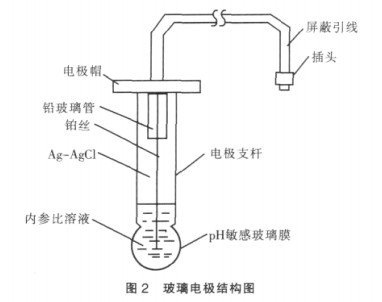 屏蔽引线
插头
电极帽
铅玻璃管
铂丝
Ag-AgCl
电极支杆
内参比溶液
pH敏感玻璃膜
图2 玻璃电极结构图